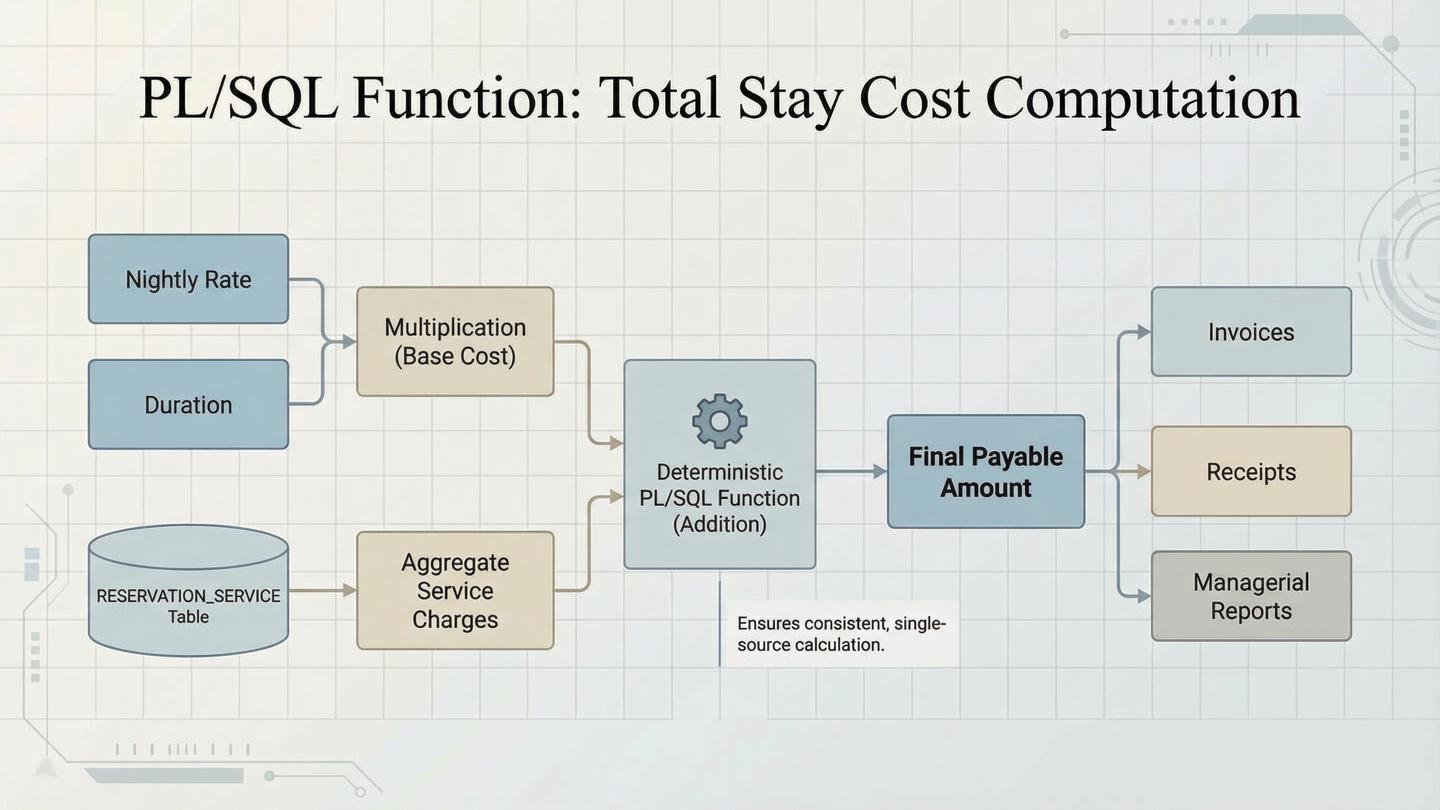 PL/SQL Function: Total Stay Cost Computation
Nightly Rate
Duration
RESERVATION_SERVICE
Table
Multiplication
(Base Cost)
Aggregate
Service
Charges
Deterministic
PL/SQL Function
(Addition)
Ensures consistent, single-
source calculation.
Final Payable
Amount
Invoices
Receipts
Managerial
Reports